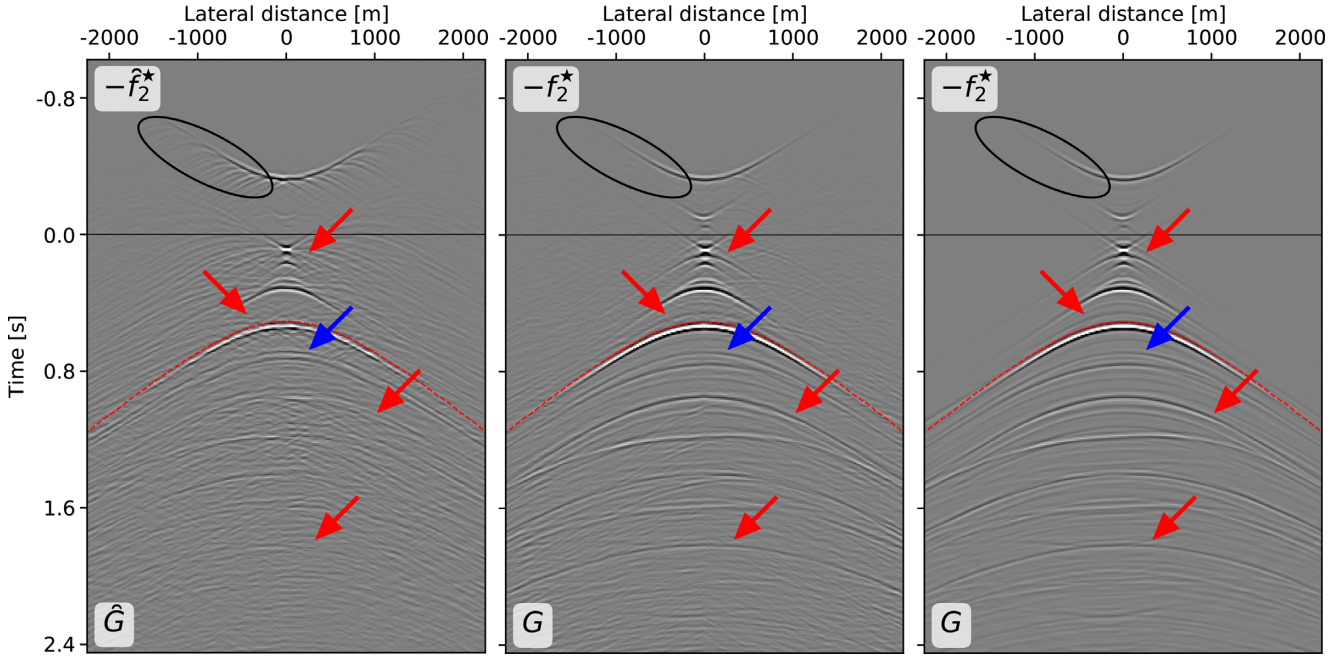 Lateral distance [m] Lateral distance [m] Lateral distance [m]
-2000 -1000 0 1000 2000 -2000 -1000 0 1000 2000 -2000 -1000 0 1000 2000
−f̂₂★ −f₂★ −f₂★
-0.8
0.0
Time [s]
0.8
1.6
Ĝ G G
2.4